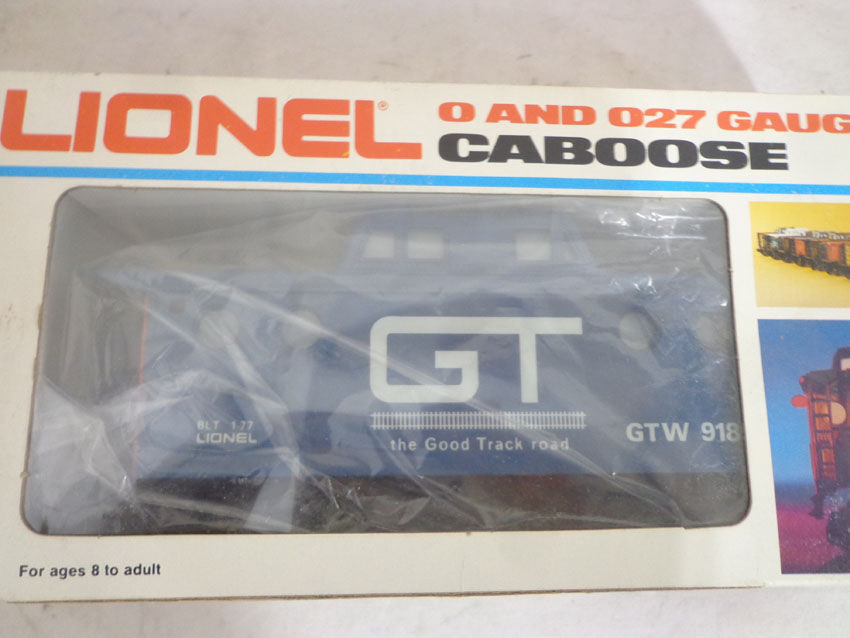 LIONEL®
O AND 027 GAUG
CABOOSE
GT
BLT 1-77
LIONEL
the Good Track road
GTW 918
For ages 8 to adult